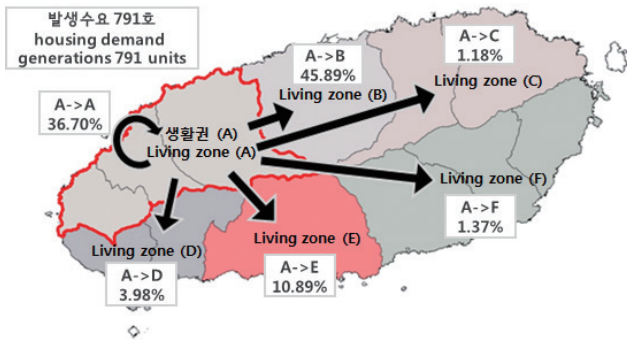 발생수요 791호
housing demand
generations 791 units
A->B
45.89%
Living zone (B)
A->C
1.18%
Living zone (C)
A->A
36.70%
생활권 (A)
Living zone (A)
Living zone (F)
A->F
1.37%
Living zone (D)
A->D
3.98%
Living zone (E)
A->E
10.89%